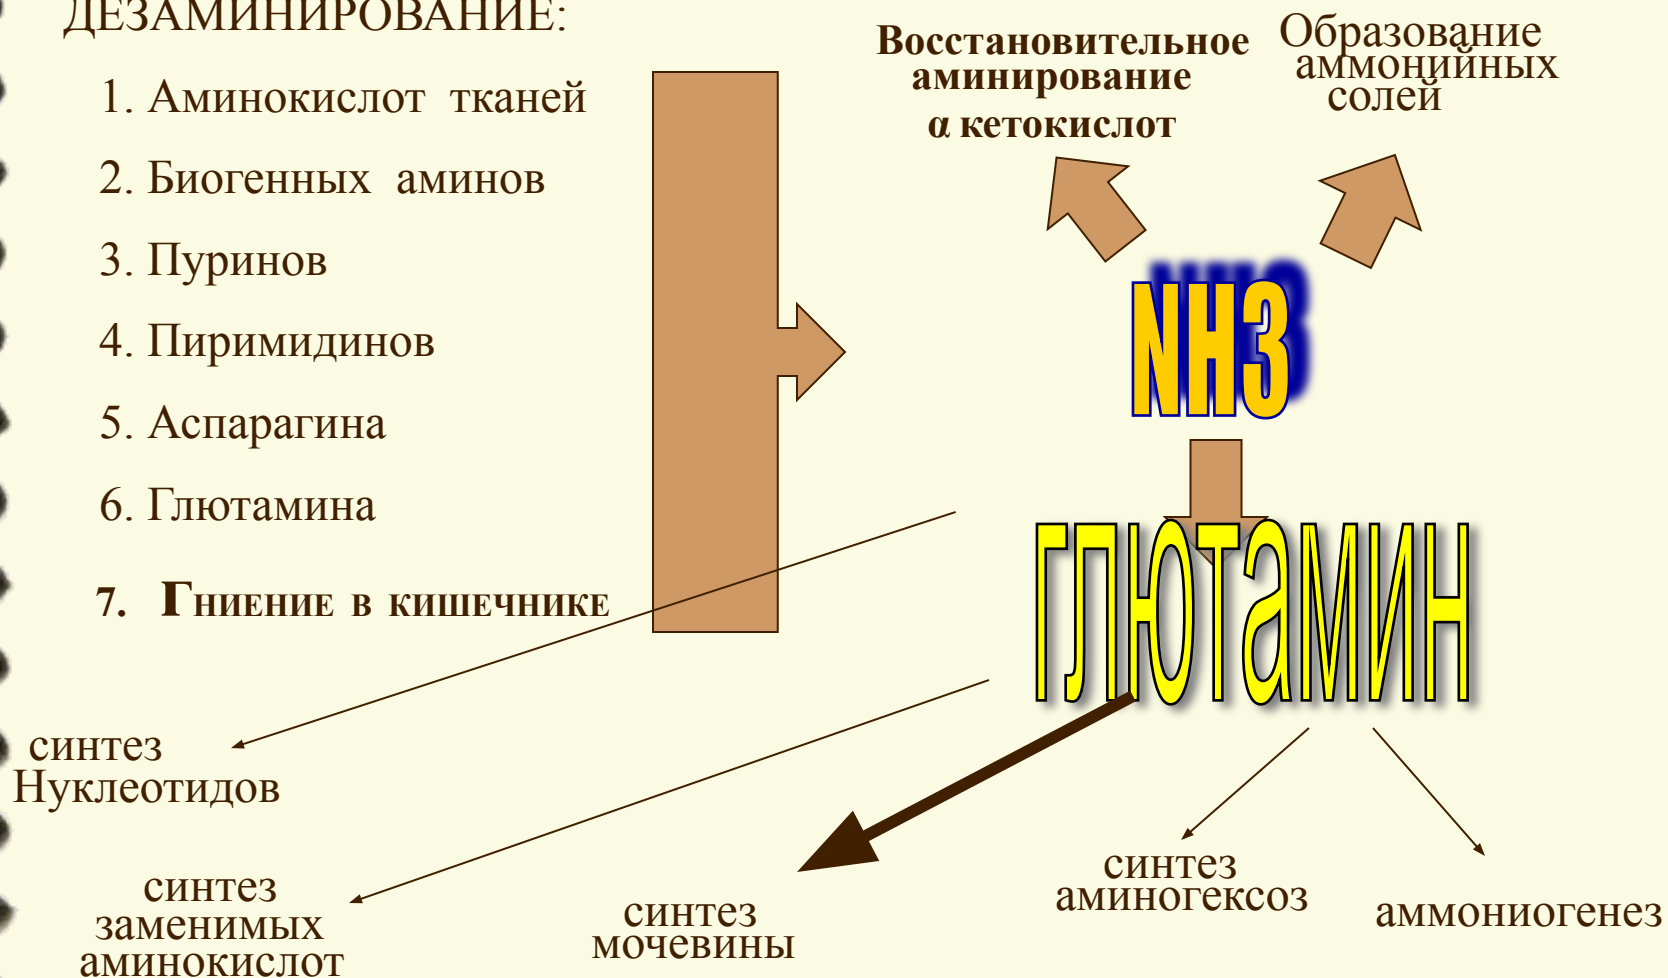 ДЕЗАМИНИРОВАНИЕ:
1. Аминокислот тканей
2. Биогенных аминов
3. Пуринов
4. Пиримидинов
5. Аспарагина
6. Глютамина
7. Гниение в кишечнике
Восстановительное
аминирование
α кетокислот
Образование
аммонийных
солей
NH3
глютамин
синтез
Нуклеотидов
синтез
заменимых
аминокислот
синтез
мочевины
синтез
аминогексоз
аммониогенез